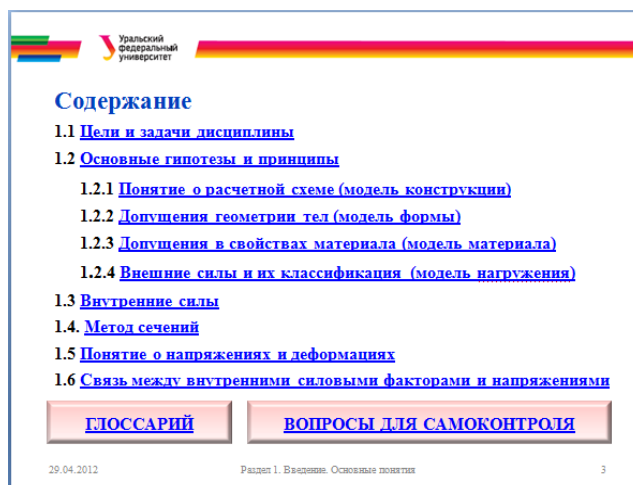 Уральский
федеральный
университет
Содержание
1.1 Цели и задачи дисциплины
1.2 Основные гипотезы и принципы
1.2.1 Понятие о расчетной схеме (модель конструкции)
1.2.2 Допущения геометрии тел (модель формы)
1.2.3 Допущения в свойствах материала (модель материала)
1.2.4 Внешние силы и их классификация (модель нагружения)
1.3 Внутренние силы
1.4. Метод сечений
1.5 Понятие о напряжениях и деформациях
1.6 Связь между внутренними силовыми факторами и напряжениями
ГЛОССАРИЙ ВОПРОСЫ ДЛЯ САМОКОНТРОЛЯ
29.04.2012 Раздел 1. Введение. Основные понятия 3